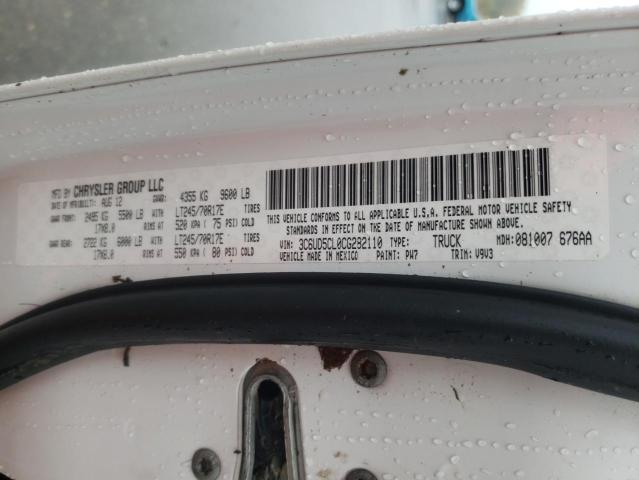 MFD BY CHRYSLER GROUP LLC
DATE OF MFR/BUILT: AUG 12 GVWR: 4355 KG 9600 LB
GAWR FRONT: 2495 KG 5500 LB WITH LT245/70R17E TIRES
17X8.0 RIMS AT 520 KPA ( 75 PSI) COLD
GAWR REAR: 2722 KG 6000 LB WITH LT245/70R17E TIRES
17X8.0 RIMS AT 550 KPA ( 80 PSI) COLD
THIS VEHICLE CONFORMS TO ALL APPLICABLE U.S.A. FEDERAL MOTOR VEHICLE SAFETY
STANDARDS IN EFFECT ON THE DATE OF MANUFACTURE SHOWN ABOVE.
VIN: 3C6UD5CL0CG292110 TYPE: TRUCK MDH: 081007 676AA
VEHICLE MADE IN MEXICO PAINT: PW7 TRIM: V9V3